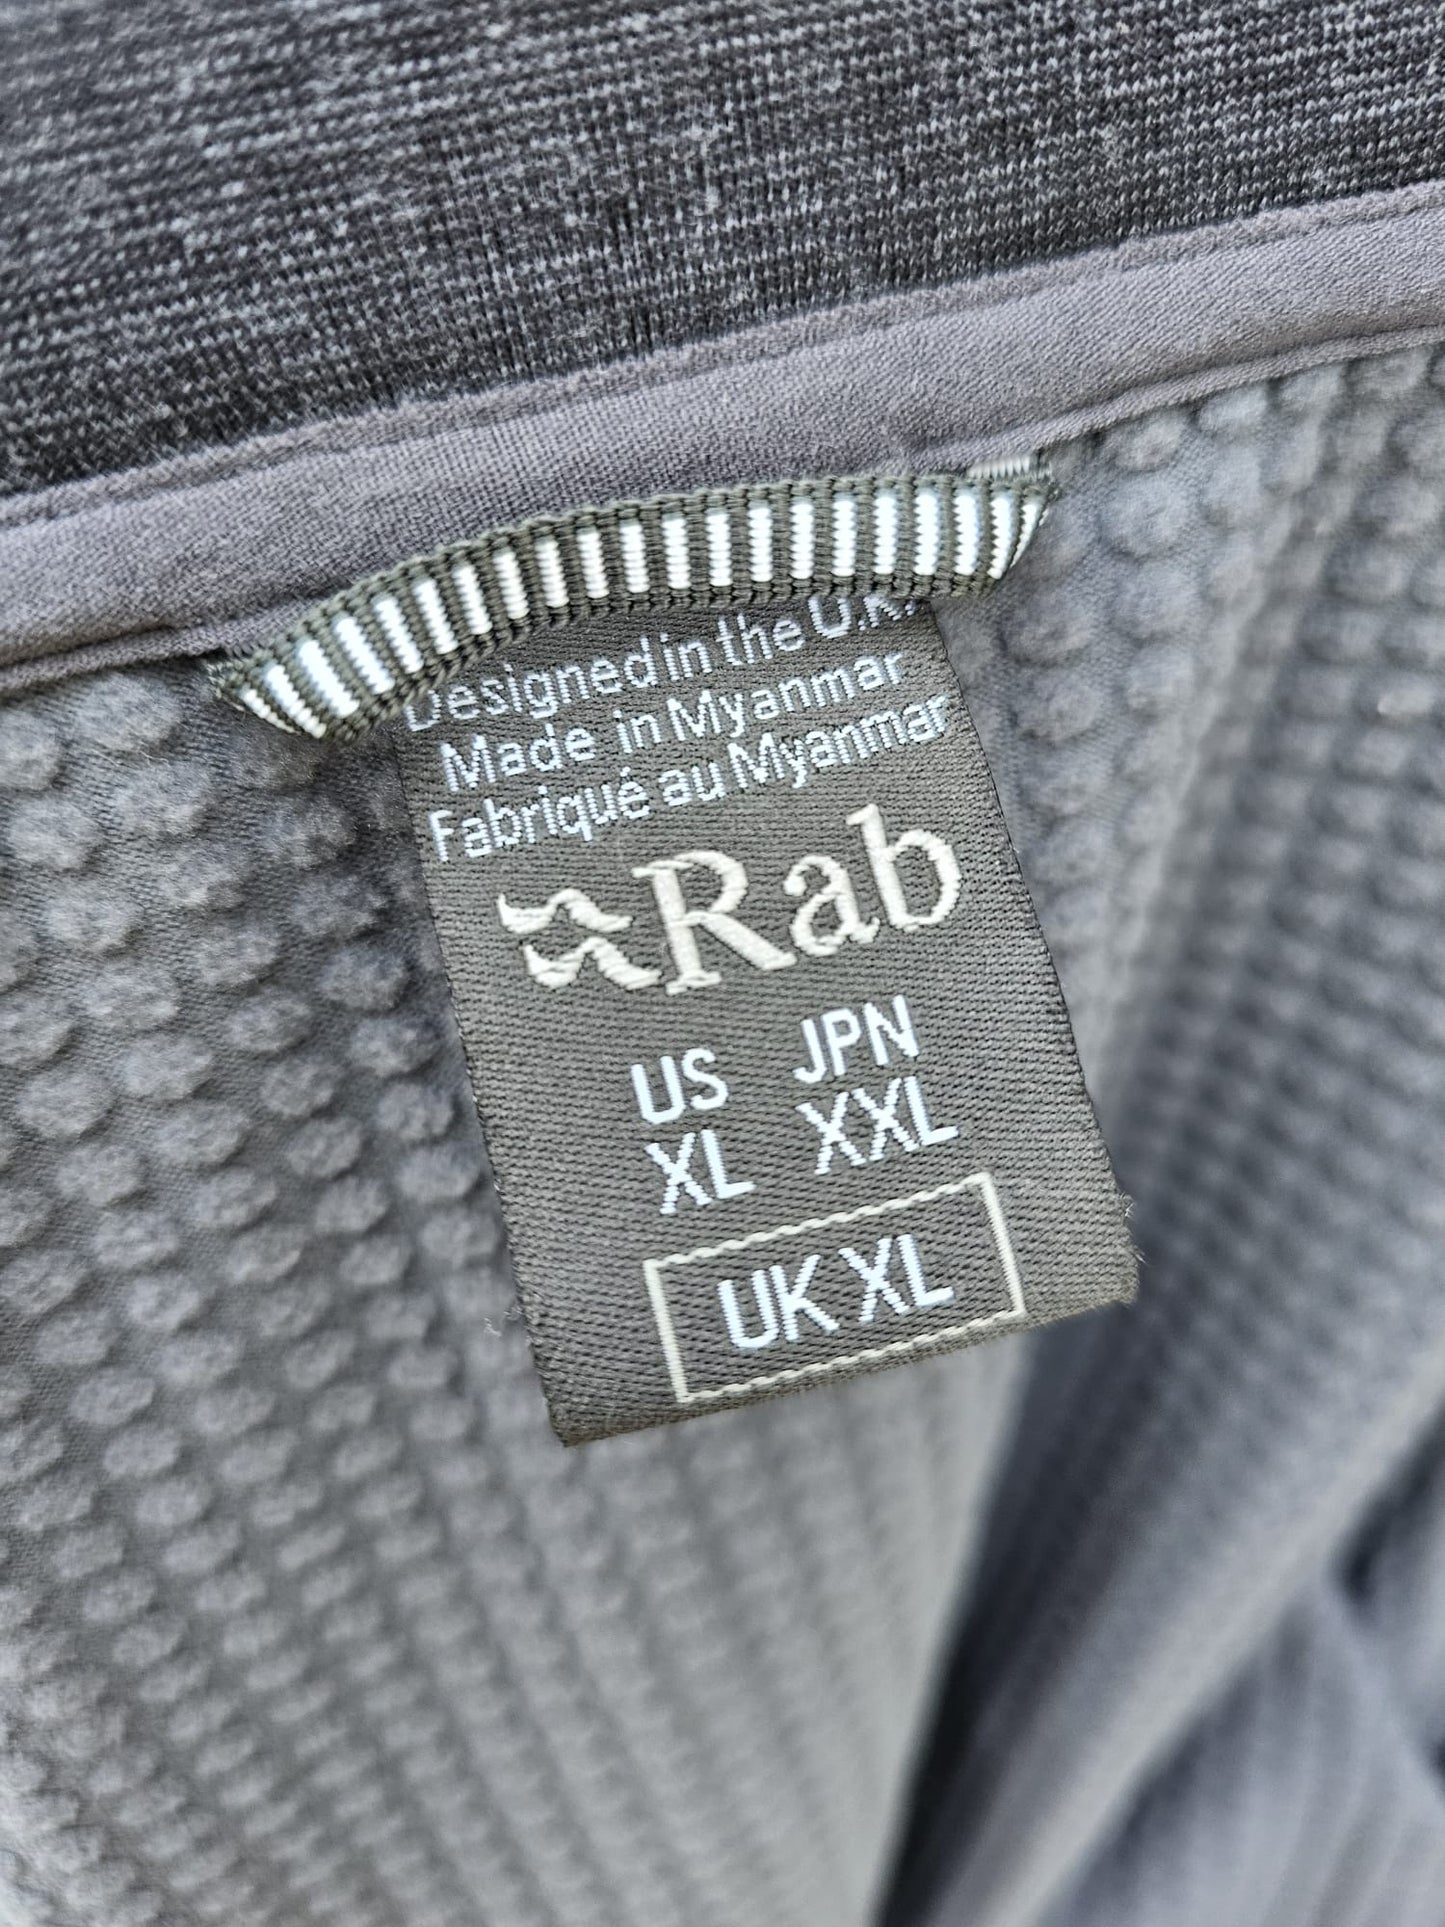 Designed in the U.K.
Made in Myanmar
Fabriqué au Myanmar
Rab
US JPN
XL XXL
UK XL